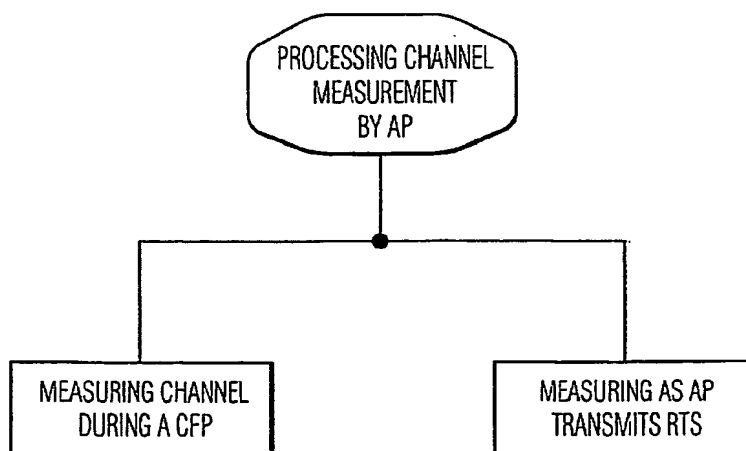 PROCESSING CHANNEL
MEASUREMENT
BY AP
MEASURING CHANNEL
DURING A CFP
MEASURING AS AP
TRANSMITS RTS